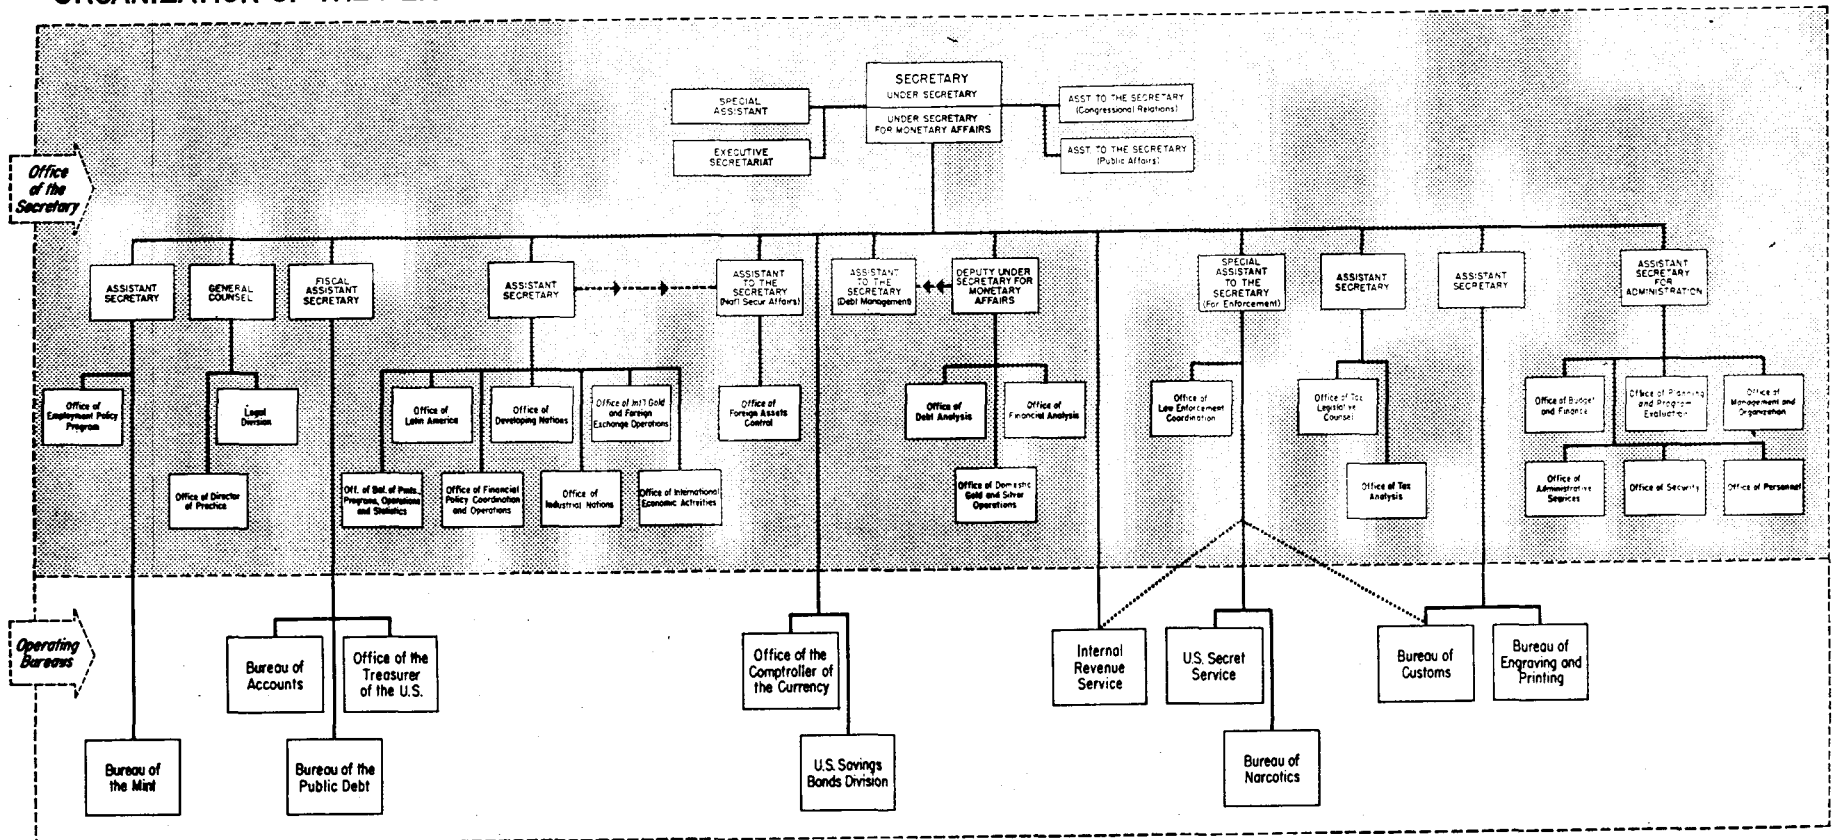 SECRETARY
UNDER SECRETARY
UNDER SECRETARY
FOR MONETARY AFFAIRS
SPECIAL
ASSISTANT
EXECUTIVE
SECRETARIAT
ASST. TO THE SECRETARY
(Congressional Relations)
ASST. TO THE SECRETARY
(Public Affairs)
Office
of the
Secretary
ASSISTANT
SECRETARY
GENERAL
COUNSEL
FISCAL
ASSISTANT
SECRETARY
ASSISTANT
SECRETARY
ASSISTANT
TO THE
SECRETARY
(Nat'l Secur Affairs)
ASSISTANT
TO THE
SECRETARY
(Debt Management)
DEPUTY UNDER
SECRETARY FOR
MONETARY
AFFAIRS
SPECIAL
ASSISTANT
TO THE
SECRETARY
(For Enforcement)
ASSISTANT
SECRETARY
ASSISTANT
SECRETARY
ASSISTANT
SECRETARY
FOR
ADMINISTRATION
Office of
Employment Policy
Program
Legal
Division
Office of
Latin America
Office of
Developing Nations
Office of Int'l Gold
and Foreign
Exchange Operations
Office of
Foreign Assets
Control
Office of
Debt Analysis
Office of
Financial Analysis
Office of
Law Enforcement
Coordination
Office of Tax
Legislative
Counsel
Office of Budget
and Finance
Office of Planning
and Program
Evaluation
Office of
Management and
Organization
Office of Director
of Practice
Off. of Bal. of Pmts.,
Programs, Operations
and Statistics
Office of Financial
Policy Coordination
and Operations
Office of
Industrial Nations
Office of International
Economic Activities
Office of Domestic
Gold and Silver
Operations
Office of Tax
Analysis
Office of
Administrative
Services
Office of Security
Office of Personnel
Operating
Bureaus
Bureau of
Accounts
Office of the
Treasurer
of the U.S.
Office of the
Comptroller of
the Currency
Internal
Revenue
Service
U.S. Secret
Service
Bureau of
Customs
Bureau of
Engraving and
Printing
Bureau of
the Mint
Bureau of the
Public Debt
U.S. Savings
Bonds Division
Bureau of
Narcotics